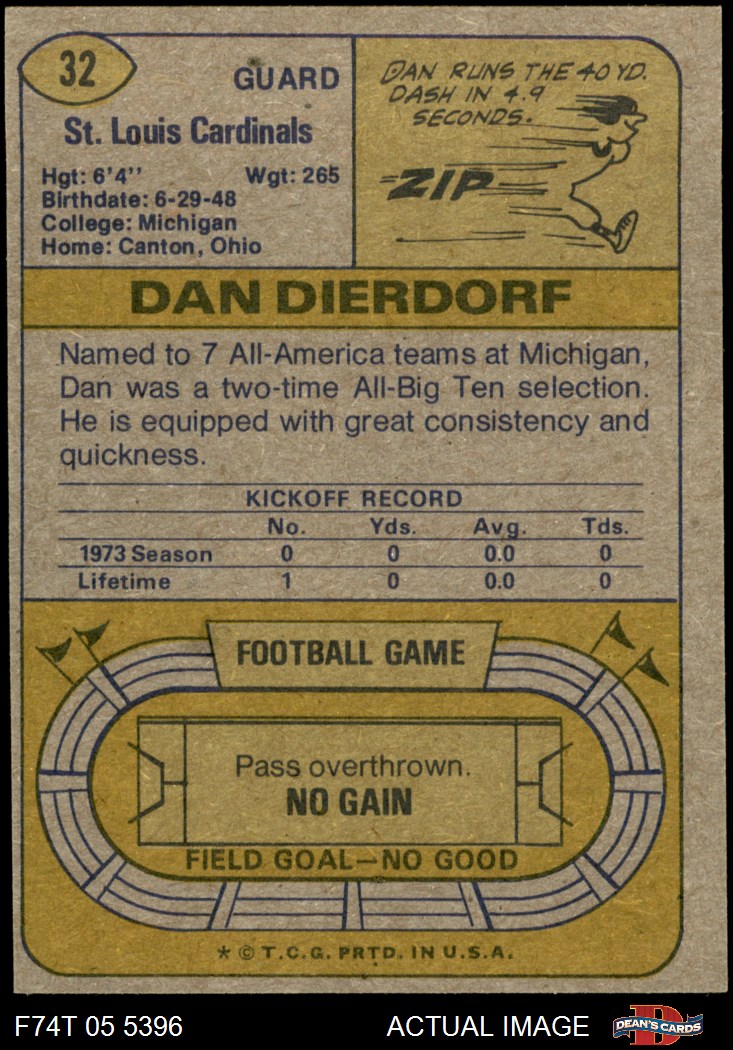 32
GUARD
St. Louis Cardinals
Hgt: 6'4'' Wgt: 265
Birthdate: 6-29-48
College: Michigan
Home: Canton, Ohio
DAN RUNS THE 40 YD.
DASH IN 4.9
SECONDS.
ZIP
DAN DIERDORF
Named to 7 All-America teams at Michigan,
Dan was a two-time All-Big Ten selection.
He is equipped with great consistency and
quickness.
KICKOFF RECORD
No. Yds. Avg. Tds.
1973 Season 0 0 0.0 0
Lifetime 1 0 0.0 0
FOOTBALL GAME
Pass overthrown.
NO GAIN
FIELD GOAL—NO GOOD
* © T.C.G. PRTD. IN U.S.A.
F74T 05 5396 ACTUAL IMAGE D DEAN'S CARDS